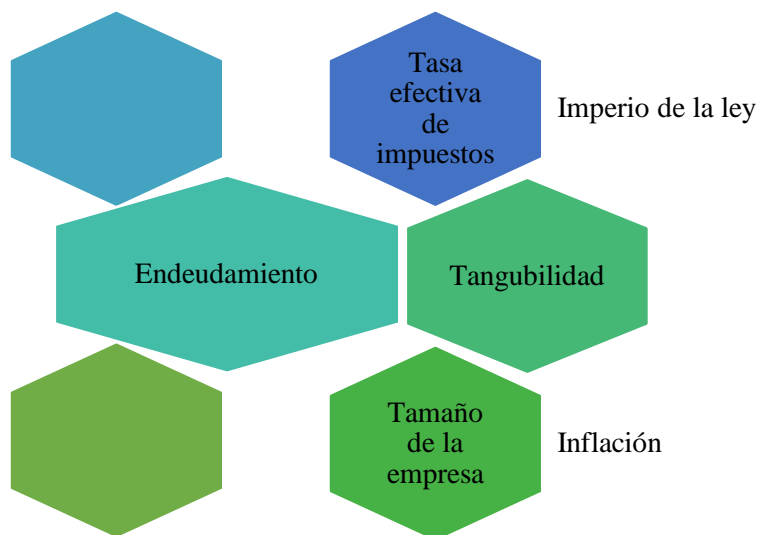 Tasa
efectiva
de
impuestos
Imperio de la ley
Endeudamiento
Tangubilidad
Tamaño
de la
empresa
Inflación